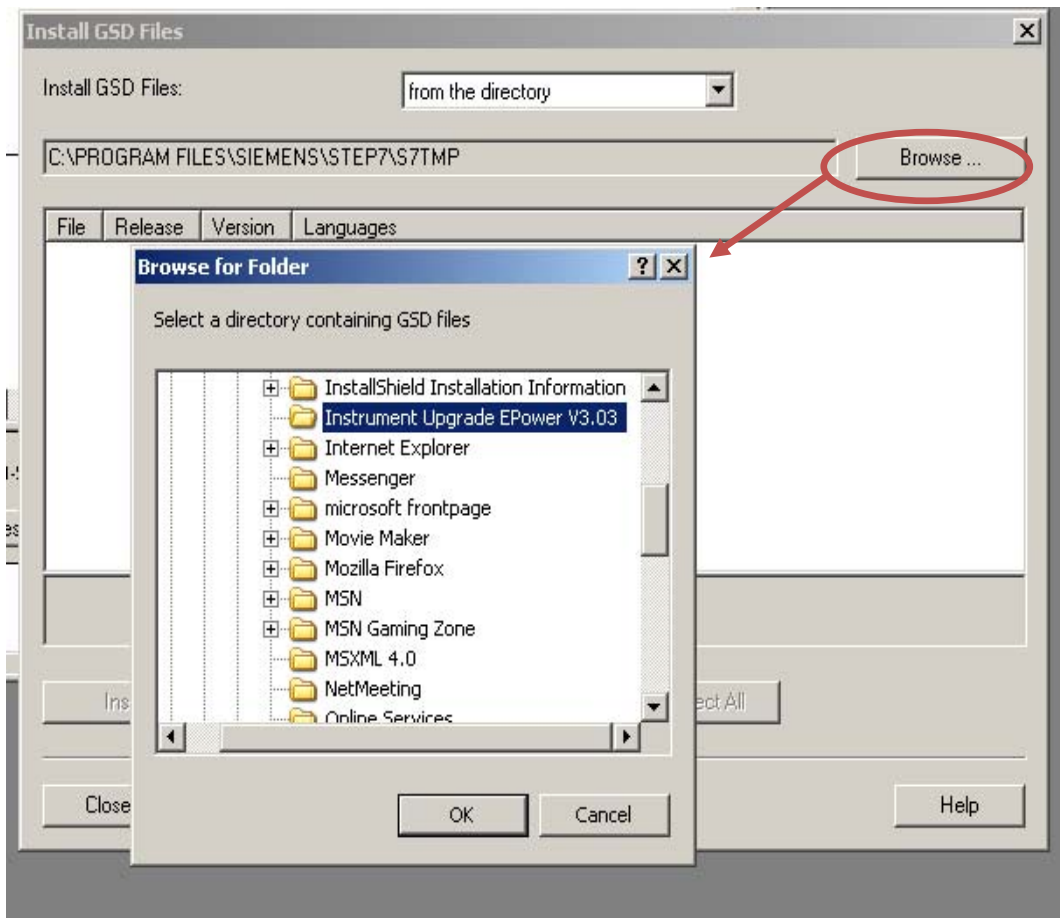 Install GSD Files
Install GSD Files:
from the directory
C:\PROGRAM FILES\SIEMENS\STEP7\S7TMP
Browse ...
File Release Version Languages
Browse for Folder
Select a directory containing GSD files
InstallShield Installation Information
Instrument Upgrade EPower V3.03
Internet Explorer
Messenger
microsoft frontpage
Movie Maker
Mozilla Firefox
MSN
MSN Gaming Zone
MSXML 4.0
NetMeeting
Online Services
Ins
ect All
Close
OK
Cancel
Help